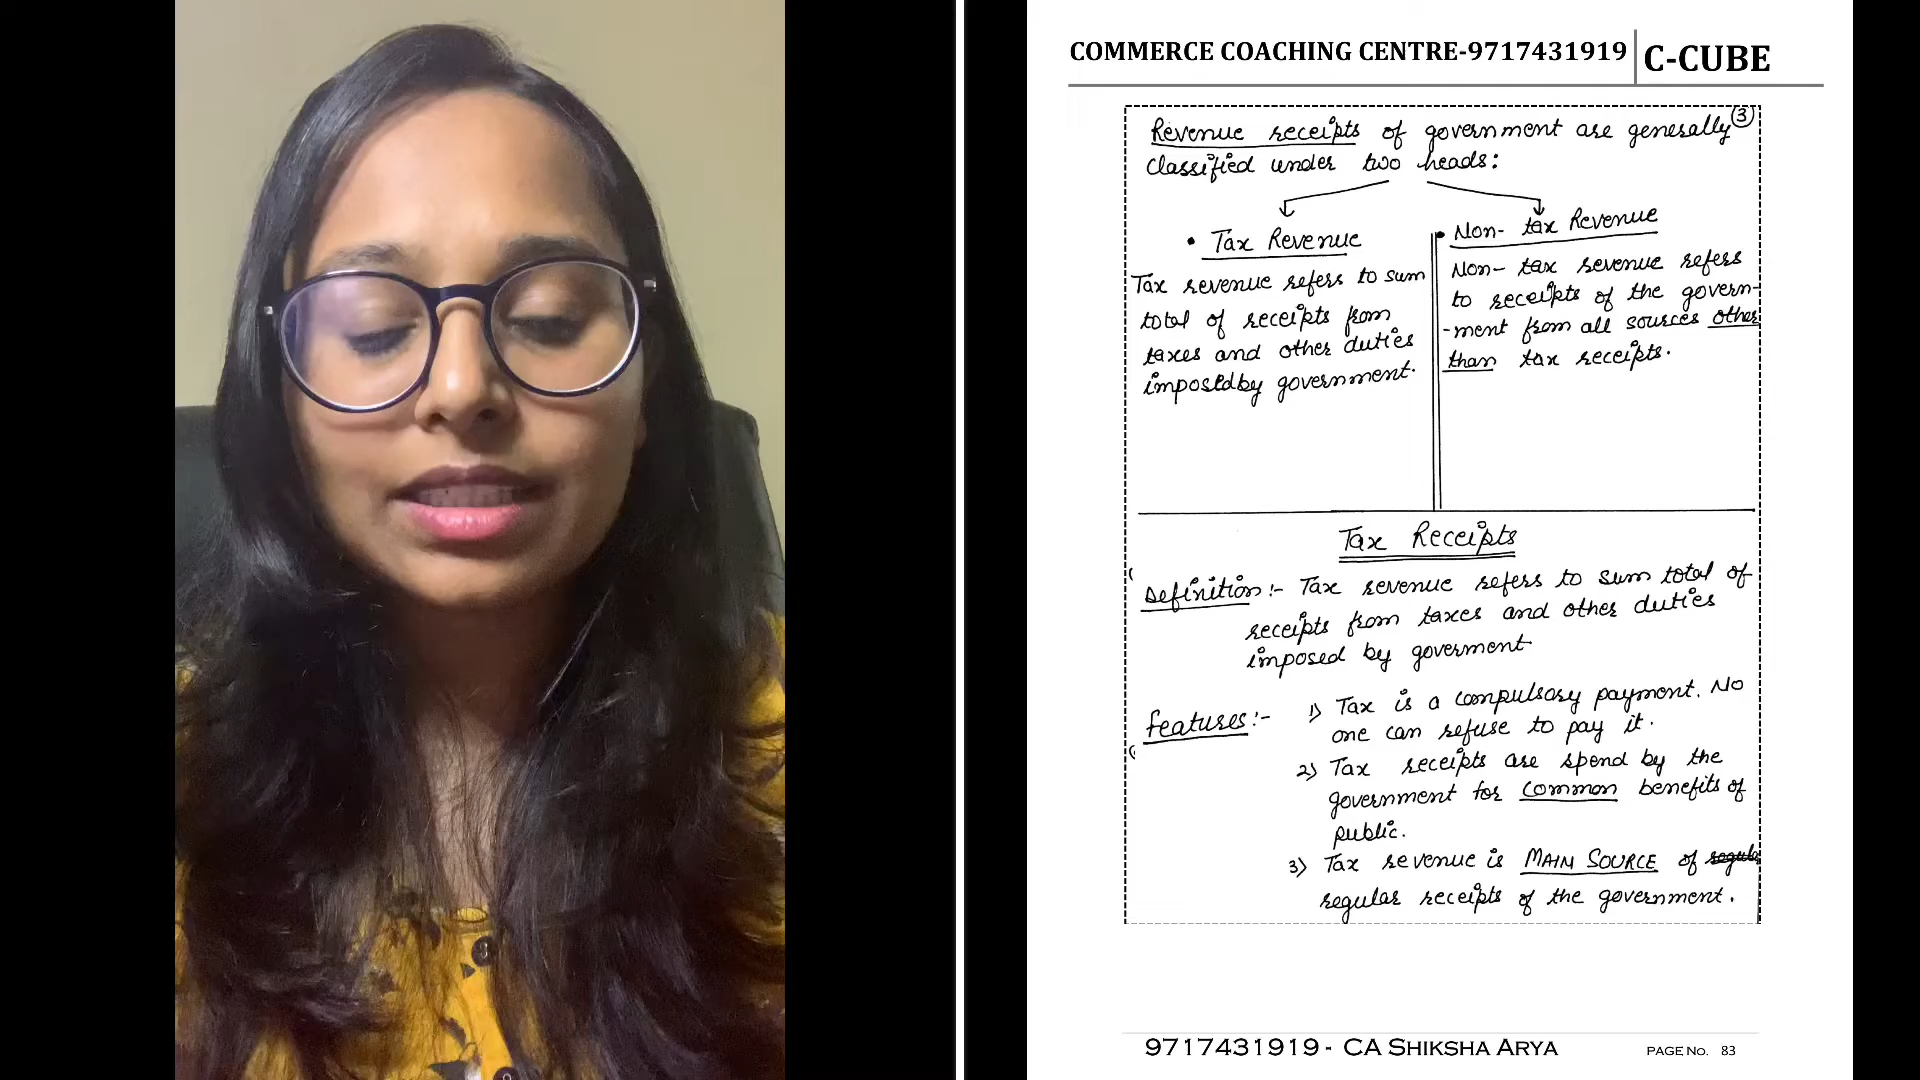 COMMERCE COACHING CENTRE-9717431919 C-CUBE
3
Revenue receipts of government are generally
classified under two heads:
• Tax Revenue
Tax revenue refers to sum
total of receipts from
taxes and other duties
imposed by government.
• Non- tax Revenue
Non- tax revenue refers
to receipts of the govern-
-ment from all sources other
than tax receipts.
Tax Receipts
Definition:- Tax revenue refers to sum total of
receipts from taxes and other duties
imposed by goverment
features:- 1) Tax is a compulsory payment. No
one can refuse to pay it.
2) Tax receipts are spend by the
government for common benefits of
public.
3) Tax revenue is MAIN SOURCE of
regular receipts of the government.
9717431919- CA SHIKSHA ARYA PAGE NO. 83